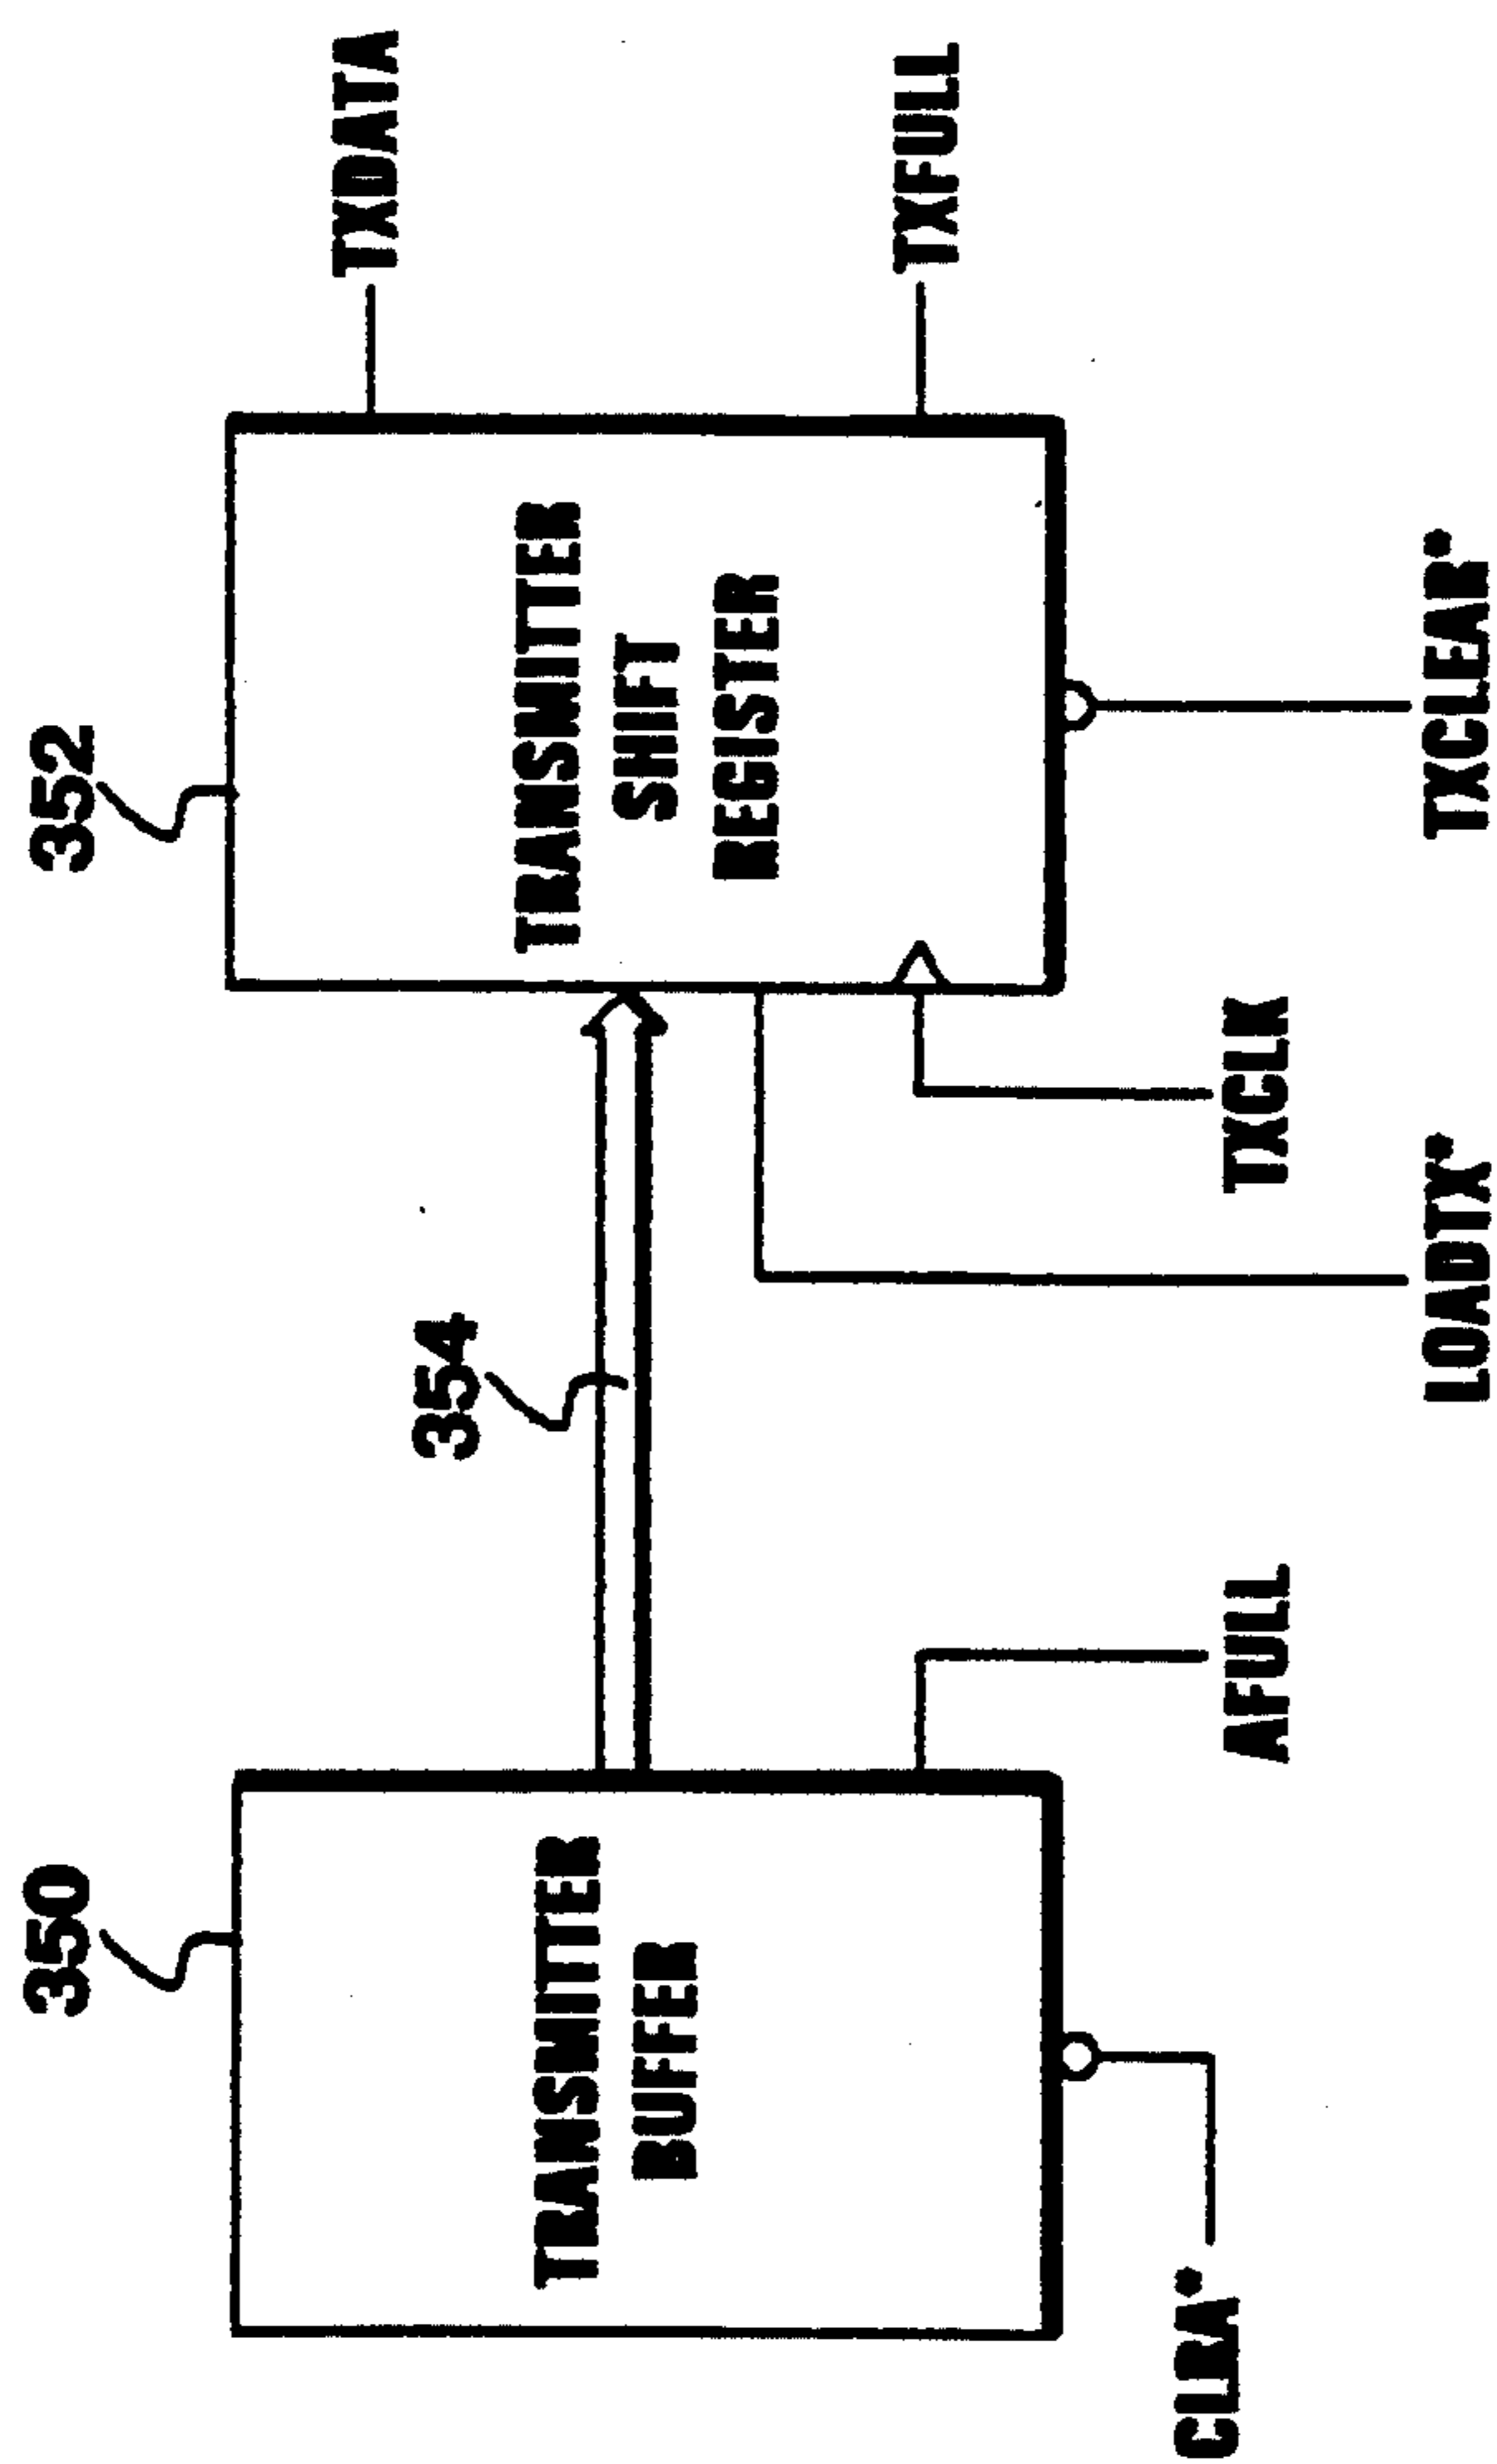 350
352
354
TRANSMITTER
BUFFER
TRANSMITTER
SHIFT
REGISTER
TXDATA
TXFULL
CLRA*
AFULL
LOADTX*
TXCLK
TXCLEAR*